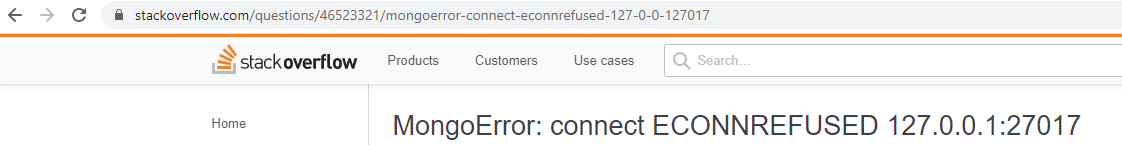 stackoverflow.com/questions/46523321/mongoerror-connect-econnrefused-127-0-0-127017
stackoverflow Products Customers Use cases Search...
Home
MongoError: connect ECONNREFUSED 127.0.0.1:27017